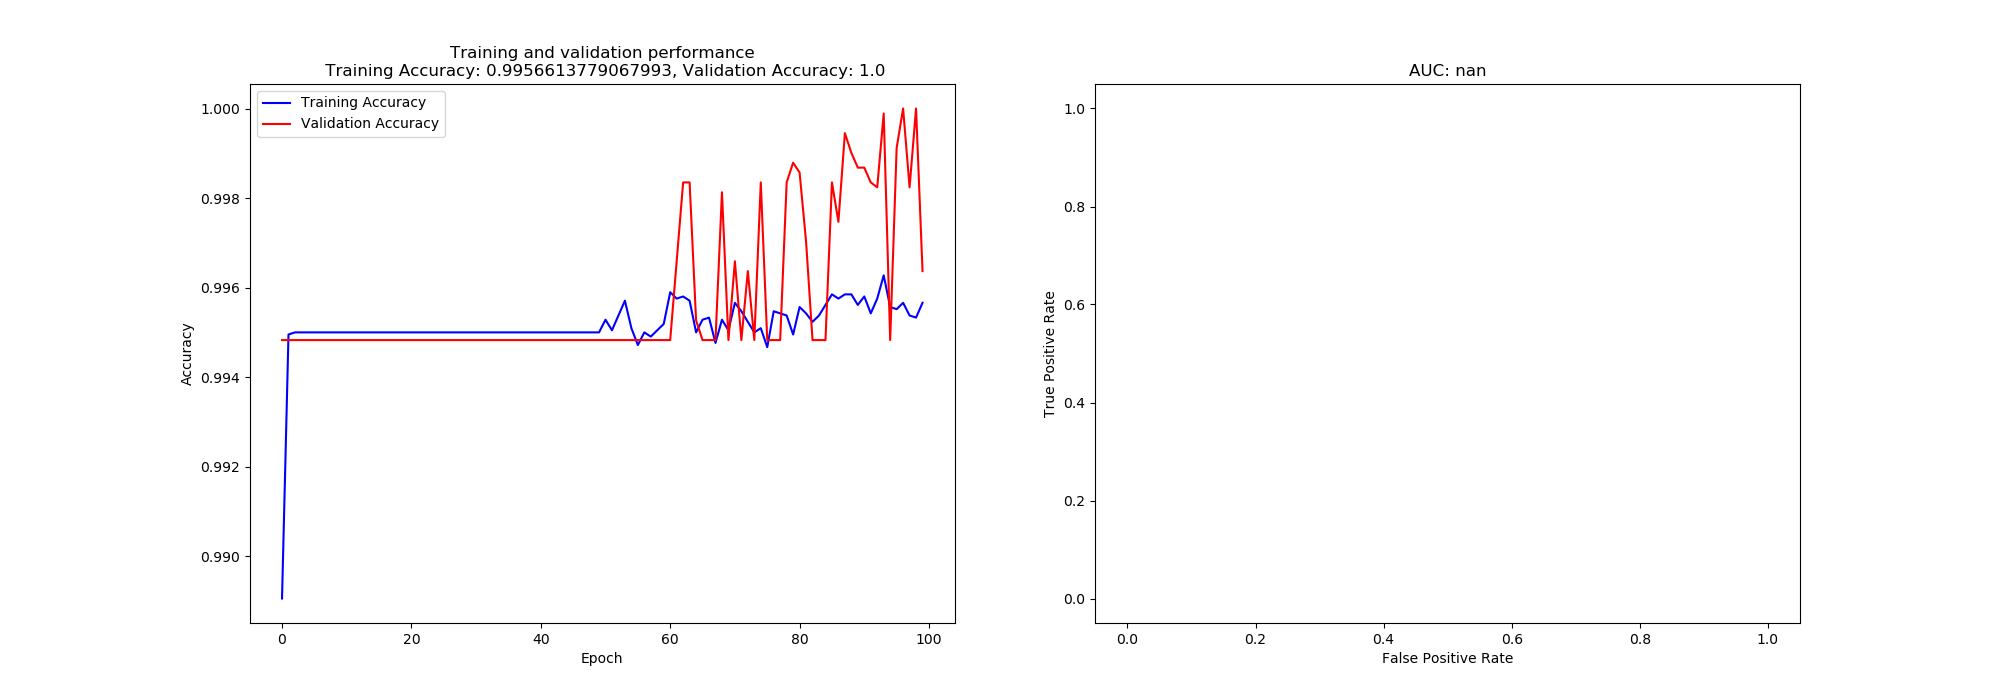 Training and validation performance
Training Accuracy: 0.9956613779067993, Validation Accuracy: 1.0
Training Accuracy
Validation Accuracy
1.000
0.998
0.996
0.994
0.992
0.990
Accuracy
0
20
40
60
80
100
Epoch
AUC: nan
1.0
0.8
0.6
0.4
0.2
0.0
True Positive Rate
0.0
0.2
0.4
0.6
0.8
1.0
False Positive Rate